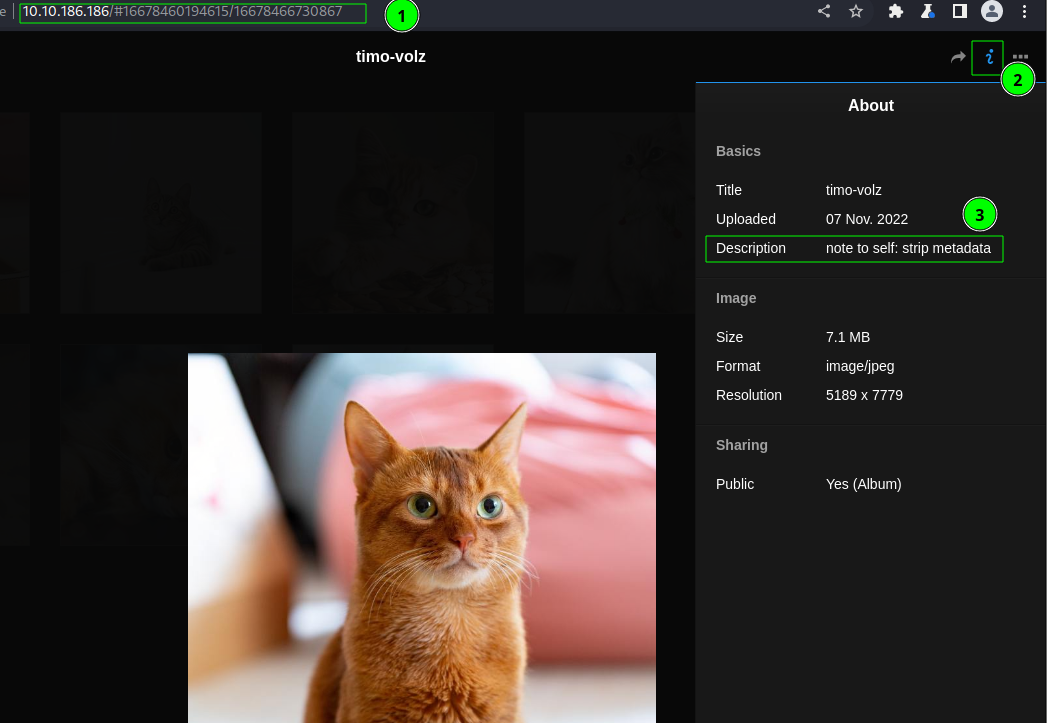 e 10.10.186.186/#16678460194615/16678466730867
1
timo-volz
2
About
Basics
Title timo-volz
Uploaded 07 Nov. 2022
3
Description note to self: strip metadata
Image
Size 7.1 MB
Format image/jpeg
Resolution 5189 x 7779
Sharing
Public Yes (Album)